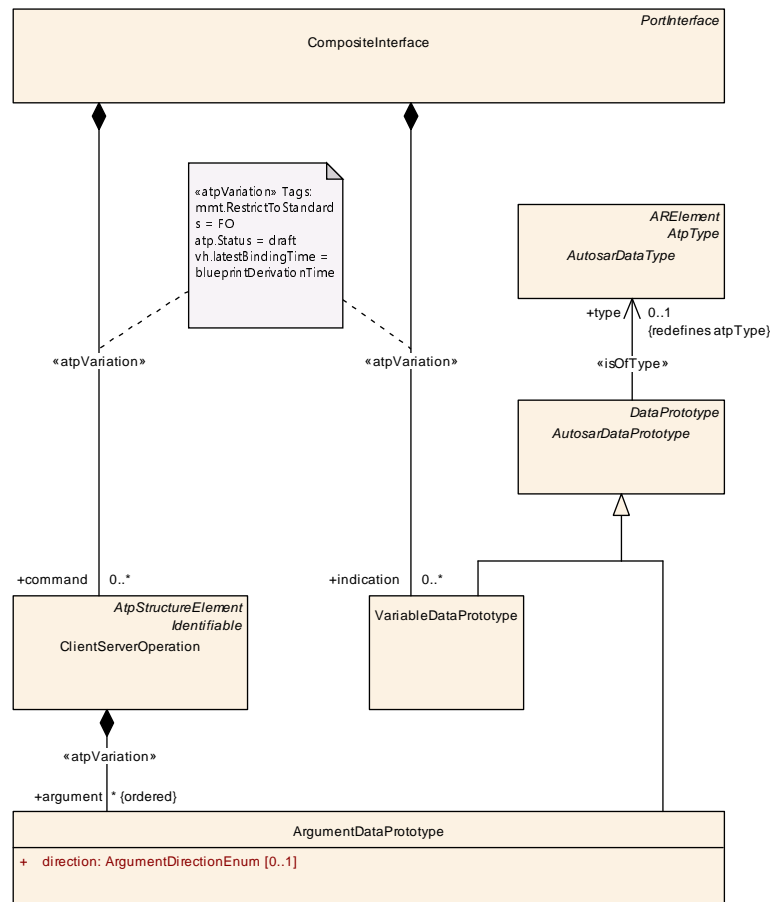 PortInterface
CompositeInterface
«atpVariation» Tags:
mmt.RestrictToStandard
s = FO
atp.Status = draft
vh.latestBindingTime =
blueprintDerivationTime
ARElement
AtpType
AutosarDataType
+type
0..1
{redefines atpType}
«atpVariation»
«atpVariation»
«isOfType»
DataPrototype
AutosarDataPrototype
+command
0..*
+indication
0..*
AtpStructureElement
Identifiable
ClientServerOperation
VariableDataPrototype
«atpVariation»
+argument
* {ordered}
ArgumentDataPrototype
+ direction: ArgumentDirectionEnum [0..1]